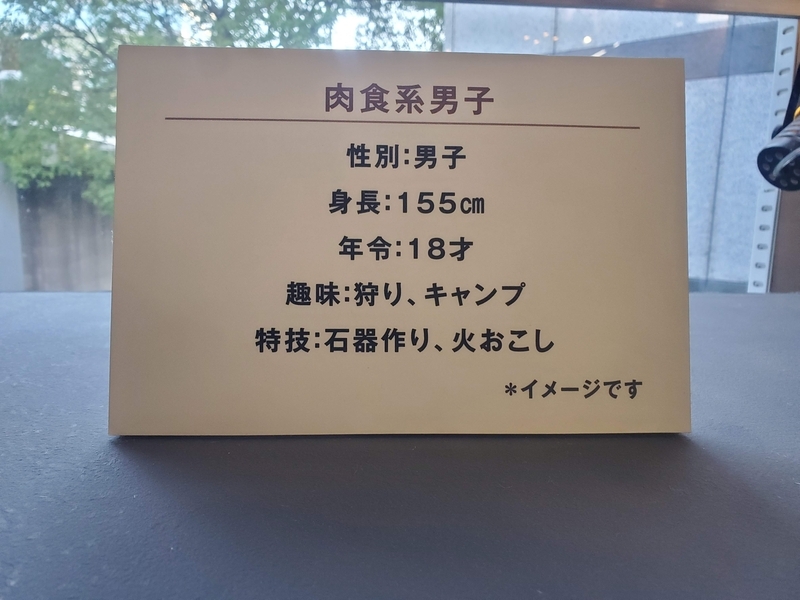 肉食系男子
性別：男子
身長：155㎝
年令：18才
趣味：狩り、キャンプ
特技：石器作り、火おこし
＊イメージです